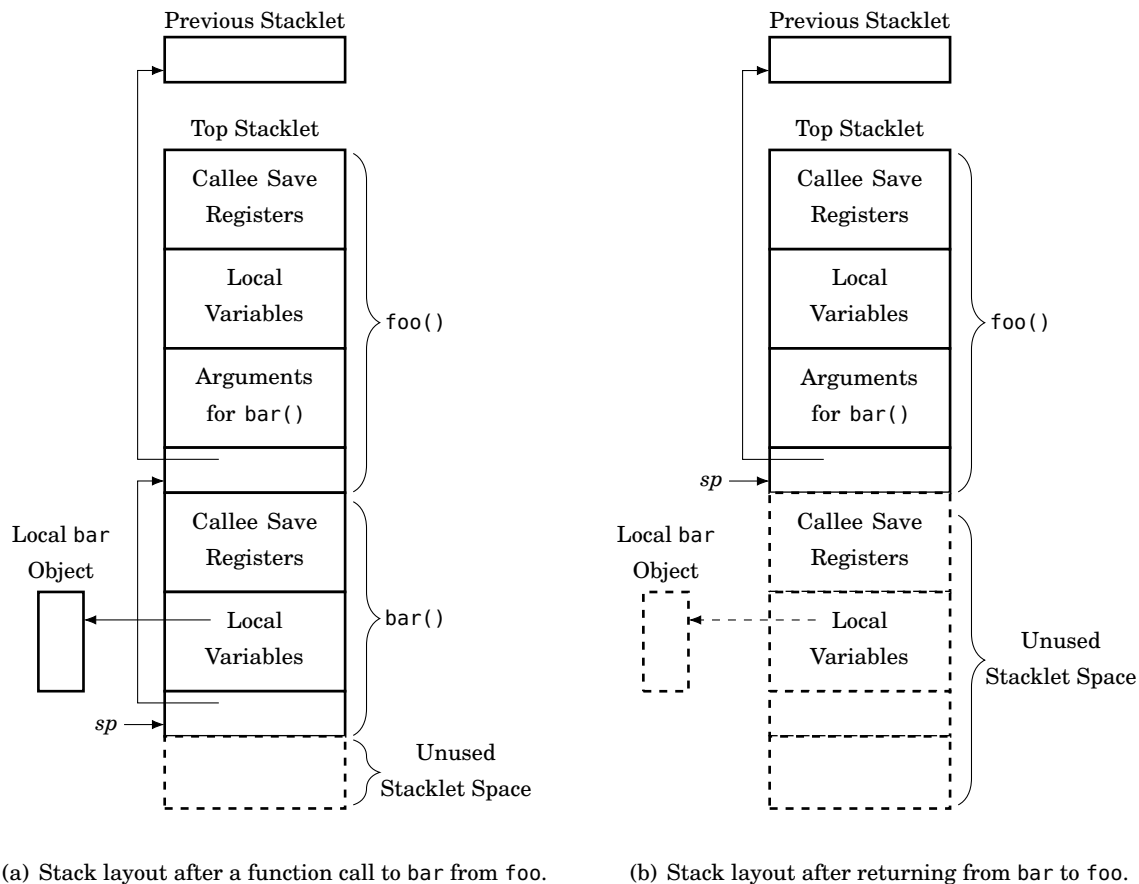 Previous Stacklet
Top Stacklet
Callee Save
Registers
Local
Variables
foo()
Arguments
for bar()
sp
Callee Save
Registers
Local bar
Object
Local
Variables
bar()
sp
Unused
Stacklet Space
(a) Stack layout after a function call to bar from foo.
Previous Stacklet
Top Stacklet
Callee Save
Registers
Local
Variables
foo()
Arguments
for bar()
sp
Callee Save
Registers
Local bar
Object
Local
Variables
Unused
Stacklet Space
(b) Stack layout after returning from bar to foo.